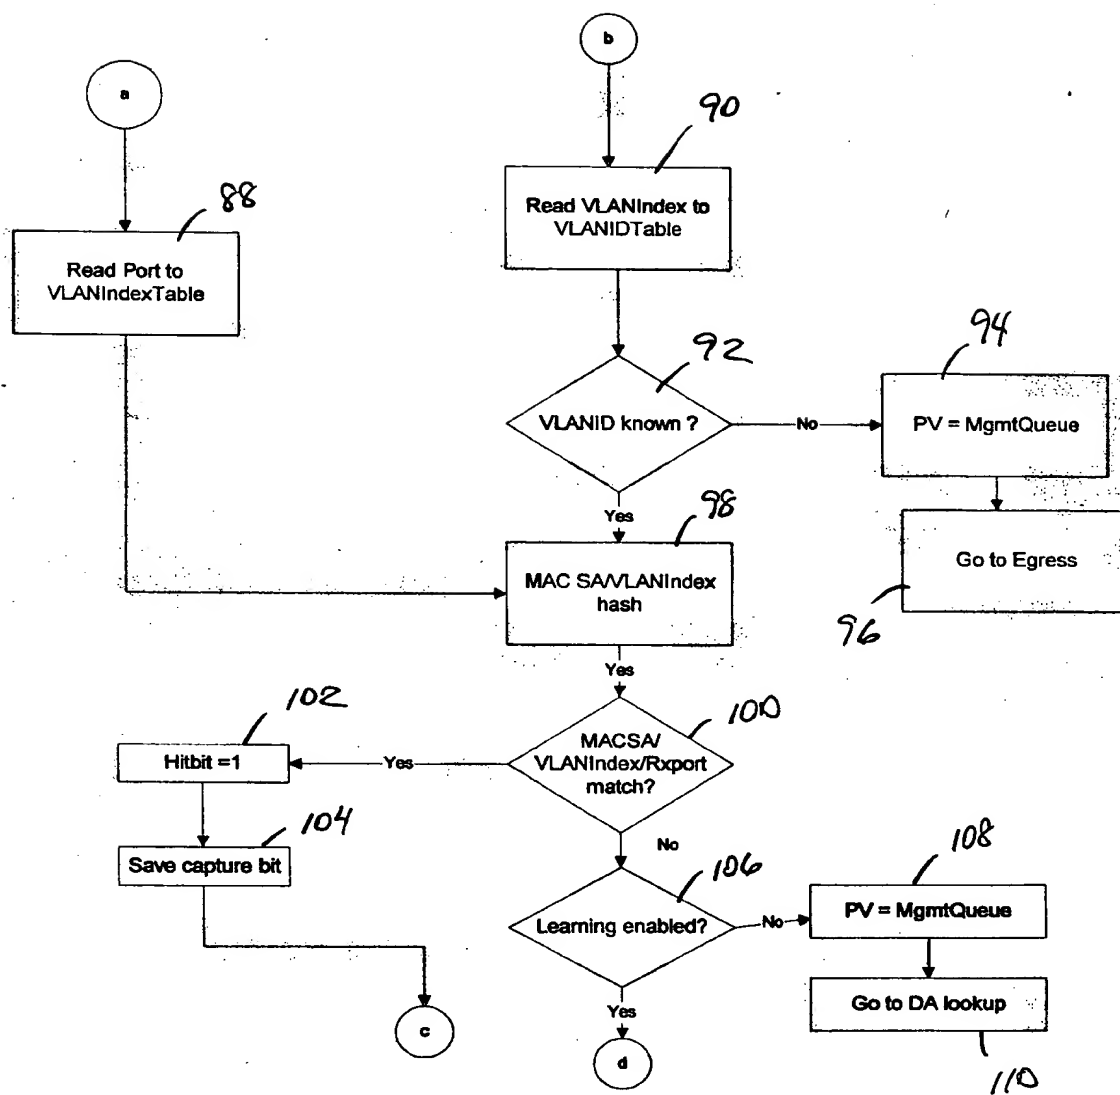 b
a
90
Read VLANIndex to
VLANIDTable
88
Read Port to
VLANIndexTable
92
VLANID known ?
No
94
PV = MgmtQueue
Yes
98
Go to Egress
96
MAC SA/VLANIndex
hash
Yes
100
MACSA/
VLANIndex/Rxport
match?
Yes
102
Hitbit =1
104
Save capture bit
No
106
Learning enabled?
No
108
PV = MgmtQueue
Go to DA lookup
110
Yes
c
d